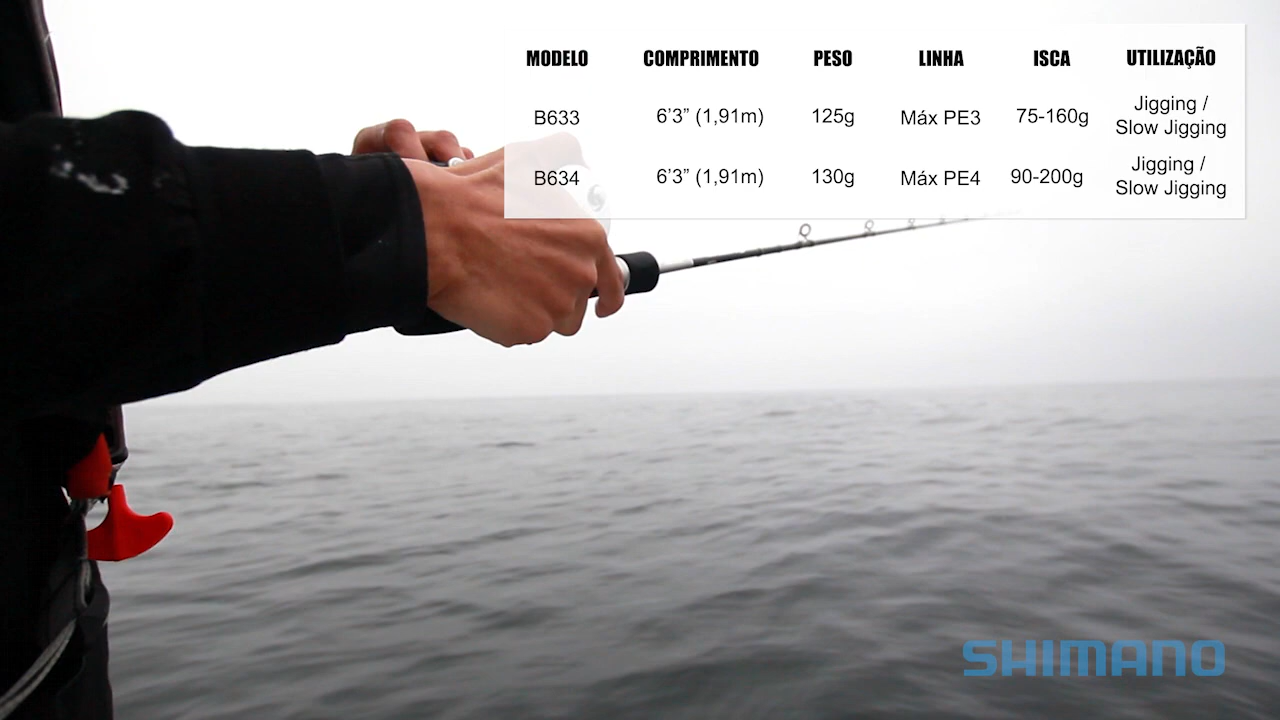 MODELO COMPRIMENTO PESO LINHA ISCA UTILIZAÇÃO
B633 6’3” (1,91m) 125g Máx PE3 75-160g Jigging / Slow Jigging
B634 6’3” (1,91m) 130g Máx PE4 90-200g Jigging / Slow Jigging
SHIMANO